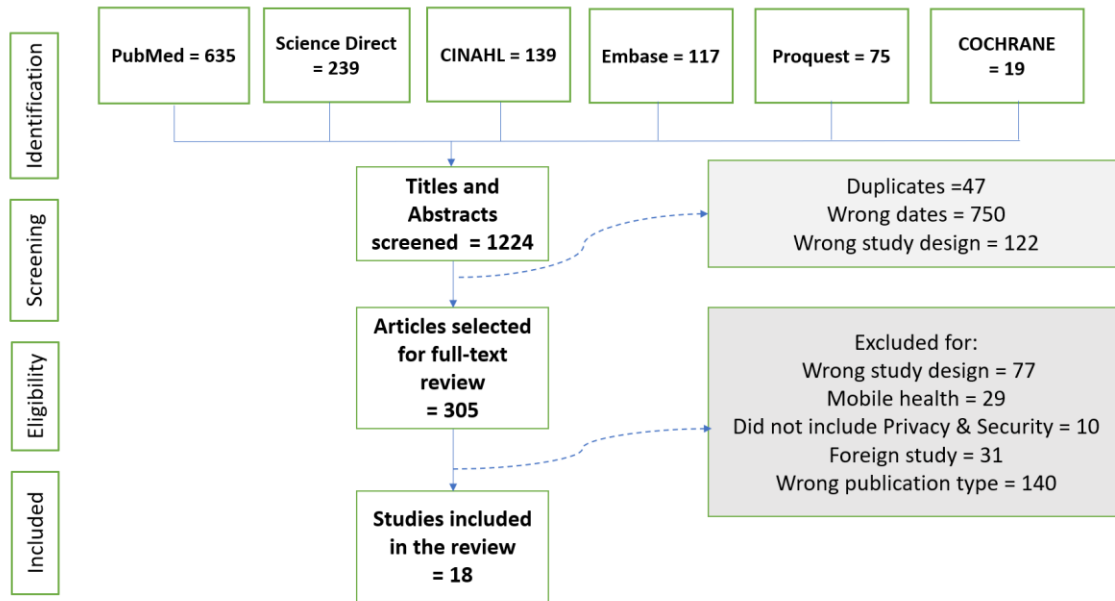 Identification
PubMed = 635
Science Direct
= 239
CINAHL = 139
Embase = 117
Proquest = 75
COCHRANE
= 19
Screening
Titles and
Abstracts
screened = 1224
Duplicates =47
Wrong dates = 750
Wrong study design = 122
Eligibility
Articles selected
for full-text
review
= 305
Excluded for:
Wrong study design = 77
Mobile health = 29
Did not include Privacy & Security = 10
Foreign study = 31
Wrong publication type = 140
Included
Studies included
in the review
= 18